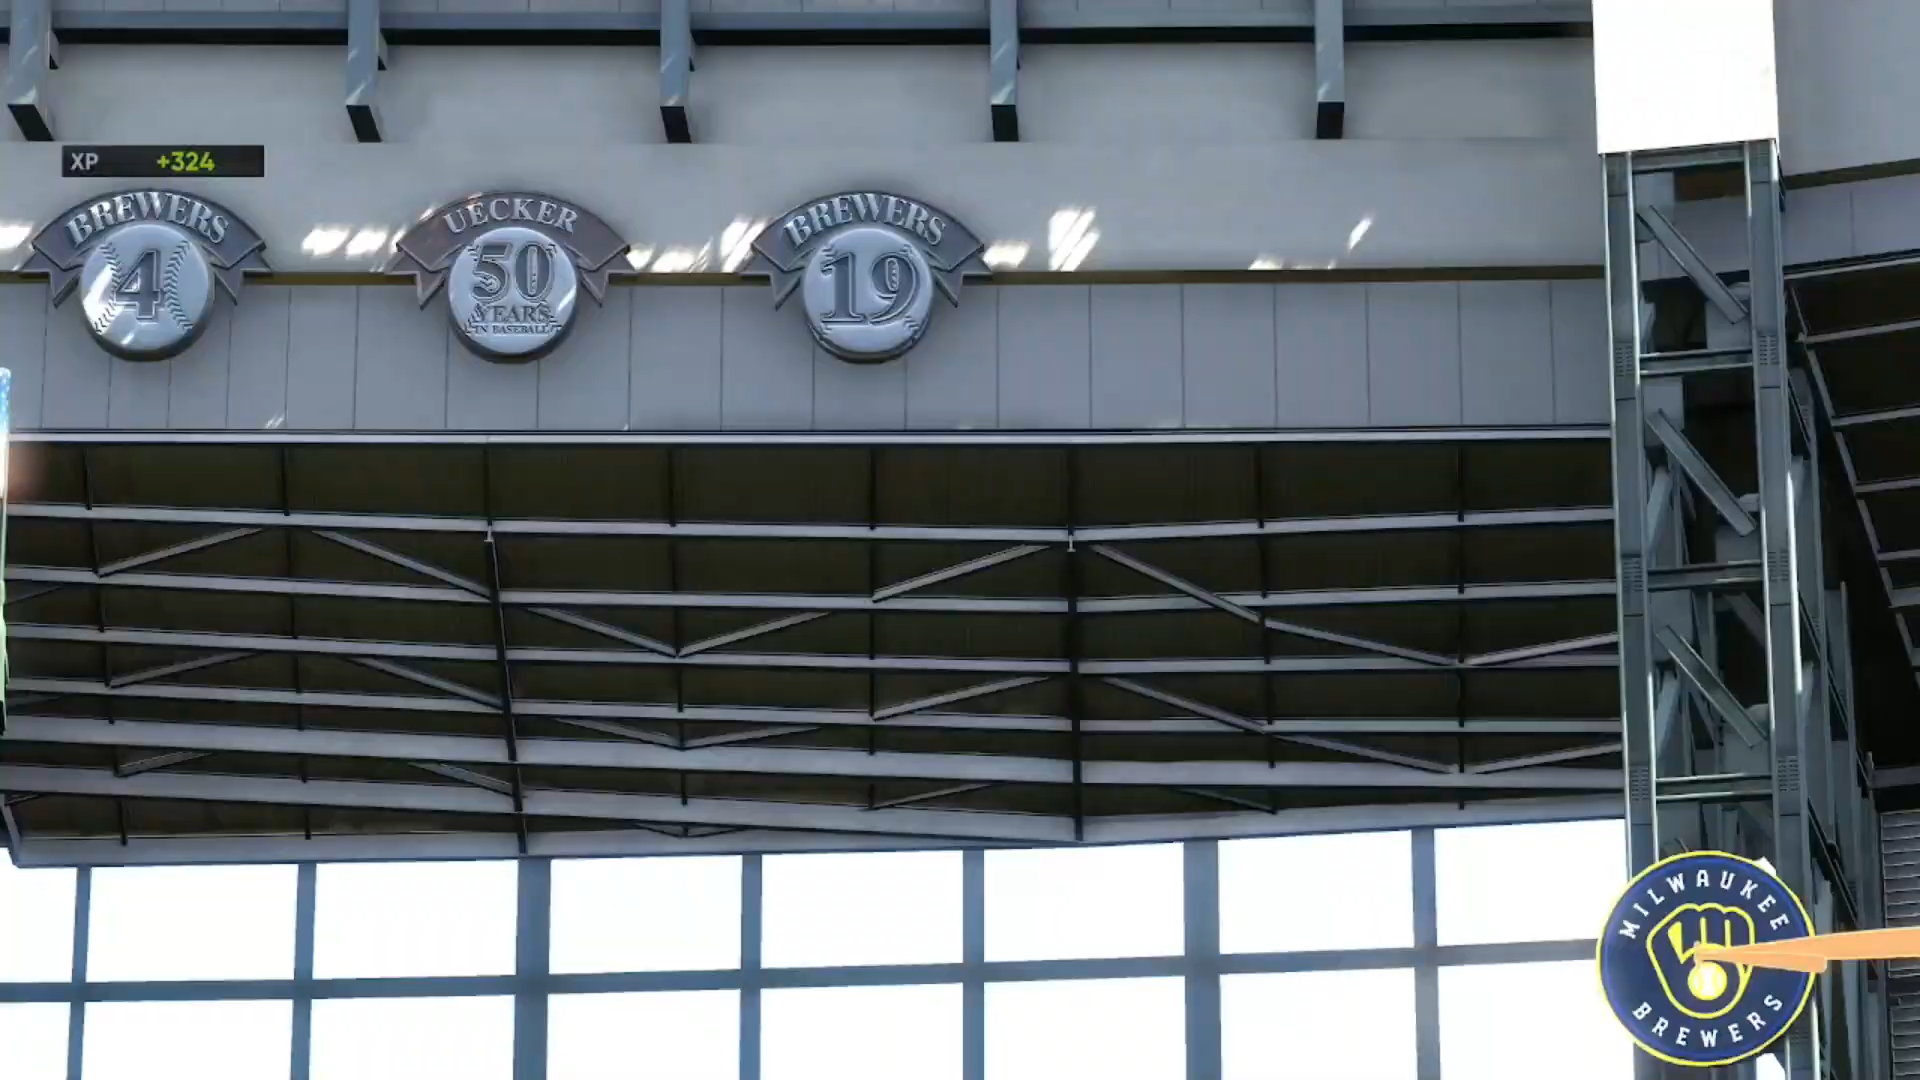 XP +324
BREWERS
4
UECKER
50
YEARS
IN BASEBALL
BREWERS
19
MILWAUKEE
BREWERS